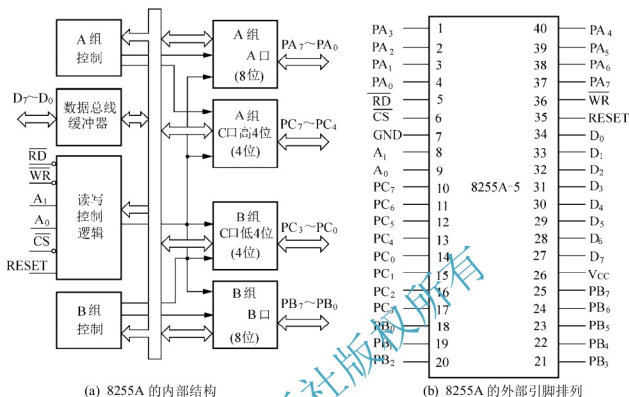 A组
控制
A组
A口
(8位)
PA₇～PA₀
D₇～D₀
数据总线
缓冲器
A组
C口高4位
(4位)
PC₇～PC₄
R̅D̅
W̅R̅
A₁
A₀
C̅S̅
RESET
读写
控制
逻辑
B组
C口低4位
(4位)
PC₃～PC₀
B组
控制
B组
B口
(8位)
PB₇～PB₀
(a) 8255A 的内部结构
PA₃ 1 40 PA₄
PA₂ 2 39 PA₅
PA₁ 3 38 PA₆
PA₀ 4 37 PA₇
R̅D̅ 5 36 W̅R̅
C̅S̅ 6 35 RESET
GND 7 34 D₀
A₁ 8 33 D₁
A₀ 9 32 D₂
PC₇ 10 8255A-5 31 D₃
PC₆ 11 30 D₄
PC₅ 12 29 D₅
PC₄ 13 28 D₆
PC₀ 14 27 D₇
PC₁ 15 26 VCC
PC₂ 16 25 PB₇
PC₃ 17 24 PB₆
PB₀ 18 23 PB₅
PB₁ 19 22 PB₄
PB₂ 20 21 PB₃
(b) 8255A 的外部引脚排列
社版权所有